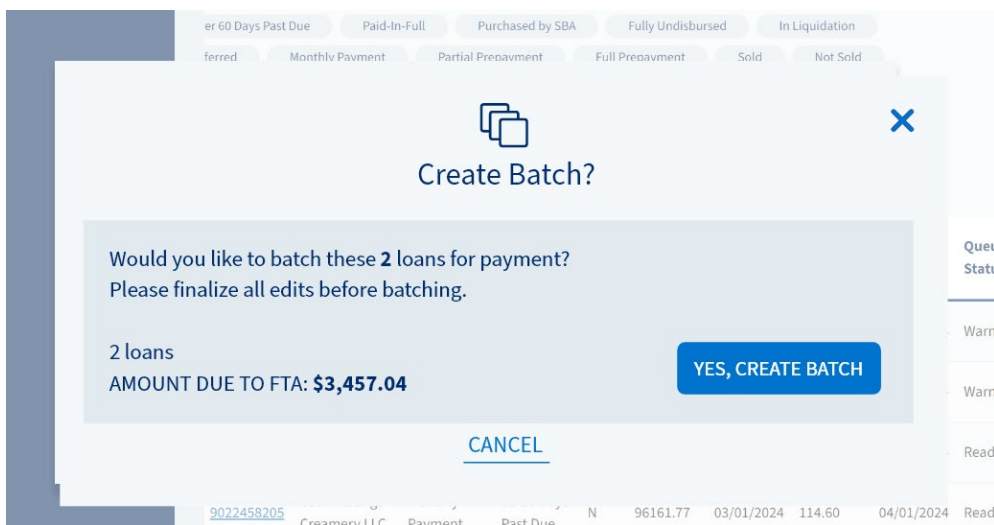 er 60 Days Past Due Paid-In-Full Purchased by SBA Fully Undisbursed In Liquidation
ferred Monthly Payment Partial Prepayment Full Prepayment Sold Not Sold
Create Batch?
Would you like to batch these 2 loans for payment?
Please finalize all edits before batching.
2 loans
AMOUNT DUE TO FTA: $3,457.04
YES, CREATE BATCH
CANCEL
Queu
Statu
Warn
Warn
Read
9022458205 Creamery LLC Payment Past Due N 96161.77 03/01/2024 114.60 04/01/2024 Read